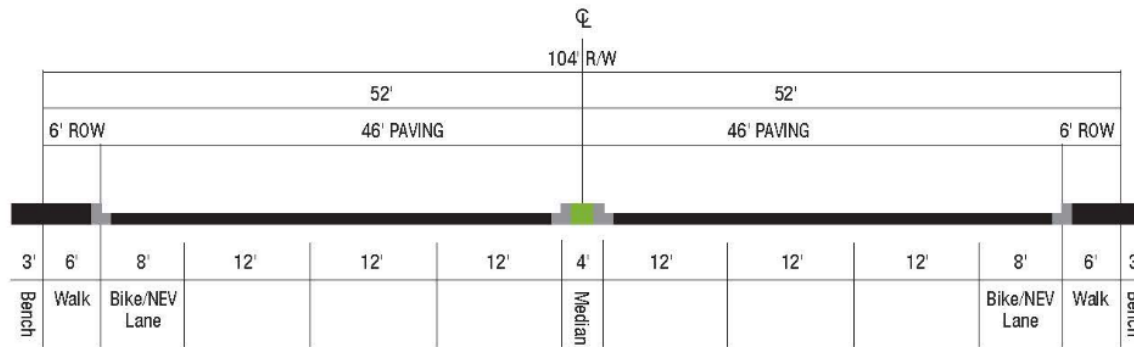 ℄
104' R/W
52' 52'
6' ROW 46' PAVING 46' PAVING 6' ROW
3' 6' 8' 12' 12' 12' 4' 12' 12' 12' 8' 6'
Bench Walk Bike/NEV Lane Median Bike/NEV Lane Walk